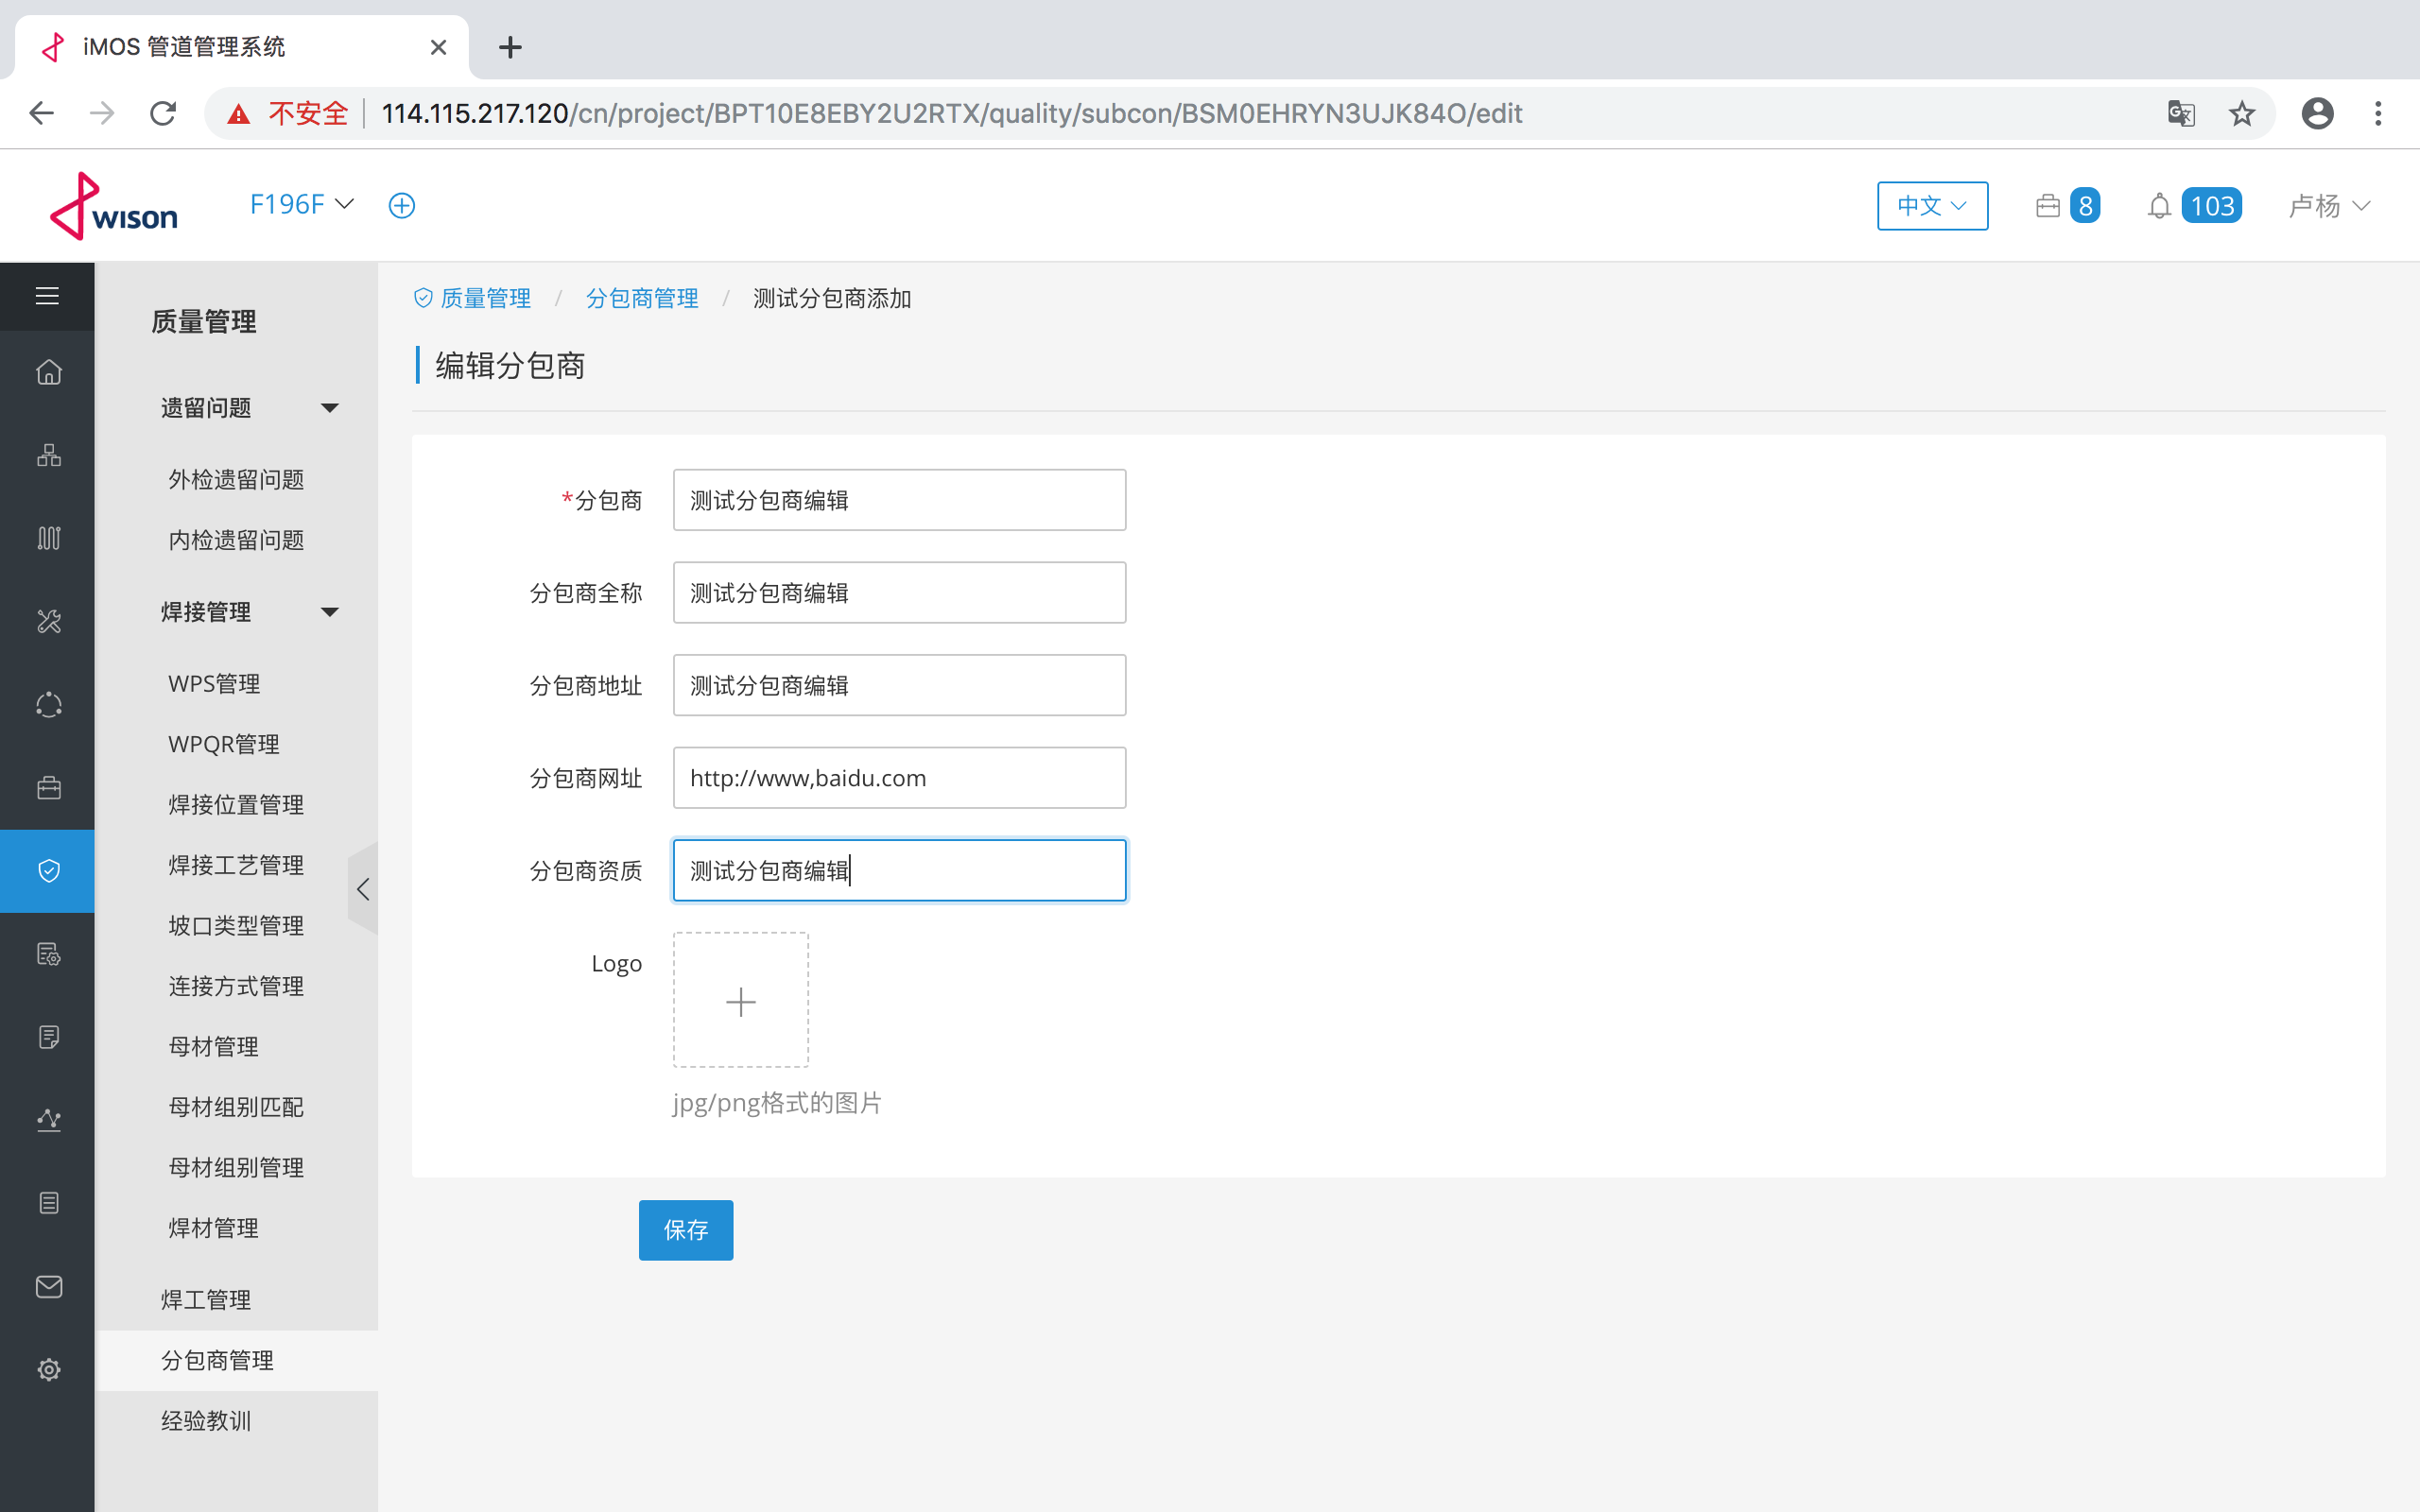 iMOS 管道管理系统
不安全 114.115.217.120/cn/project/BPT10E8EBY2U2RTX/quality/subcon/BSM0EHRYN3UJK84O/edit
wison
F196F
中文
8
103
卢杨
质量管理
遗留问题
外检遗留问题
内检遗留问题
焊接管理
WPS管理
WPQR管理
焊接位置管理
焊接工艺管理
坡口类型管理
连接方式管理
母材管理
母材组别匹配
母材组别管理
焊材管理
焊工管理
分包商管理
经验教训
质量管理 / 分包商管理 / 测试分包商添加
编辑分包商
*分包商 测试分包商编辑
分包商全称 测试分包商编辑
分包商地址 测试分包商编辑
分包商网址 http://www,baidu.com
分包商资质 测试分包商编辑
Logo
jpg/png格式的图片
保存